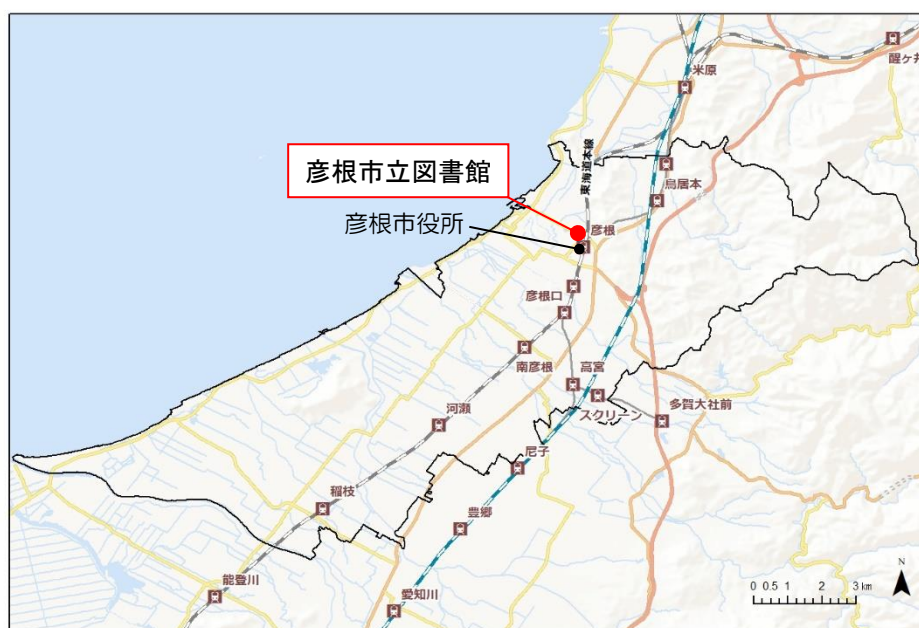 醒ヶ井
米原
東海道本線
彦根市立図書館
鳥居本
彦根市役所
彦根
彦根口
南彦根
高宮
スクリーン
多賀大社前
河瀬
尼子
稲枝
豊郷
能登川
愛知川
N
0 0.5 1 2 3 km